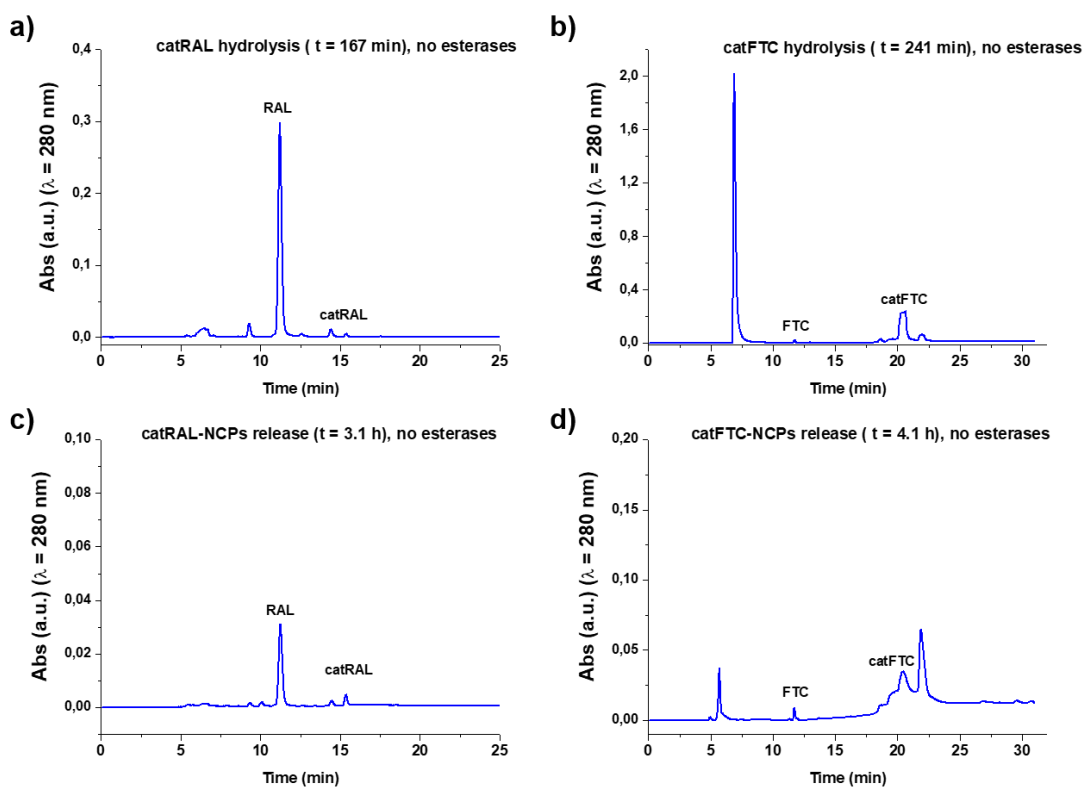 a)
catRAL hydrolysis ( t = 167 min), no esterases
0,4
0,3
0,2
0,1
0,0
Abs (a.u.) (λ = 280 nm)
RAL
catRAL
0 5 10 15 20 25
Time (min)
b)
catFTC hydrolysis ( t = 241 min), no esterases
2,0
1,6
1,2
0,8
0,4
0,0
Abs (a.u.) (λ = 280 nm)
FTC
catFTC
0 5 10 15 20 25 30
Time (min)
c)
catRAL-NCPs release (t = 3.1 h), no esterases
0,10
0,08
0,06
0,04
0,02
0,00
Abs (a.u.) (λ = 280 nm)
RAL
catRAL
0 5 10 15 20 25
Time (min)
d)
catFTC-NCPs release ( t = 4.1 h), no esterases
0,20
0,15
0,10
0,05
0,00
Abs (a.u.) (λ = 280 nm)
FTC
catFTC
0 5 10 15 20 25 30
Time (min)